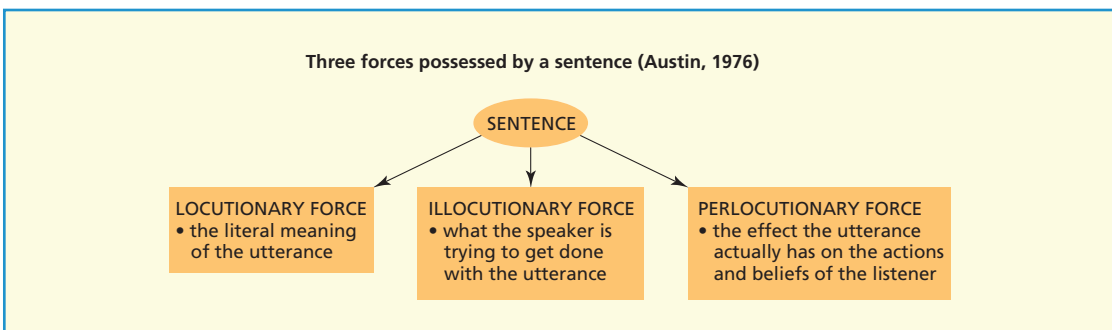 Three forces possessed by a sentence (Austin, 1976)
SENTENCE
LOCUTIONARY FORCE
• the literal meaning
of the utterance
ILLOCUTIONARY FORCE
• what the speaker is
trying to get done
with the utterance
PERLOCUTIONARY FORCE
• the effect the utterance
actually has on the actions
and beliefs of the listener